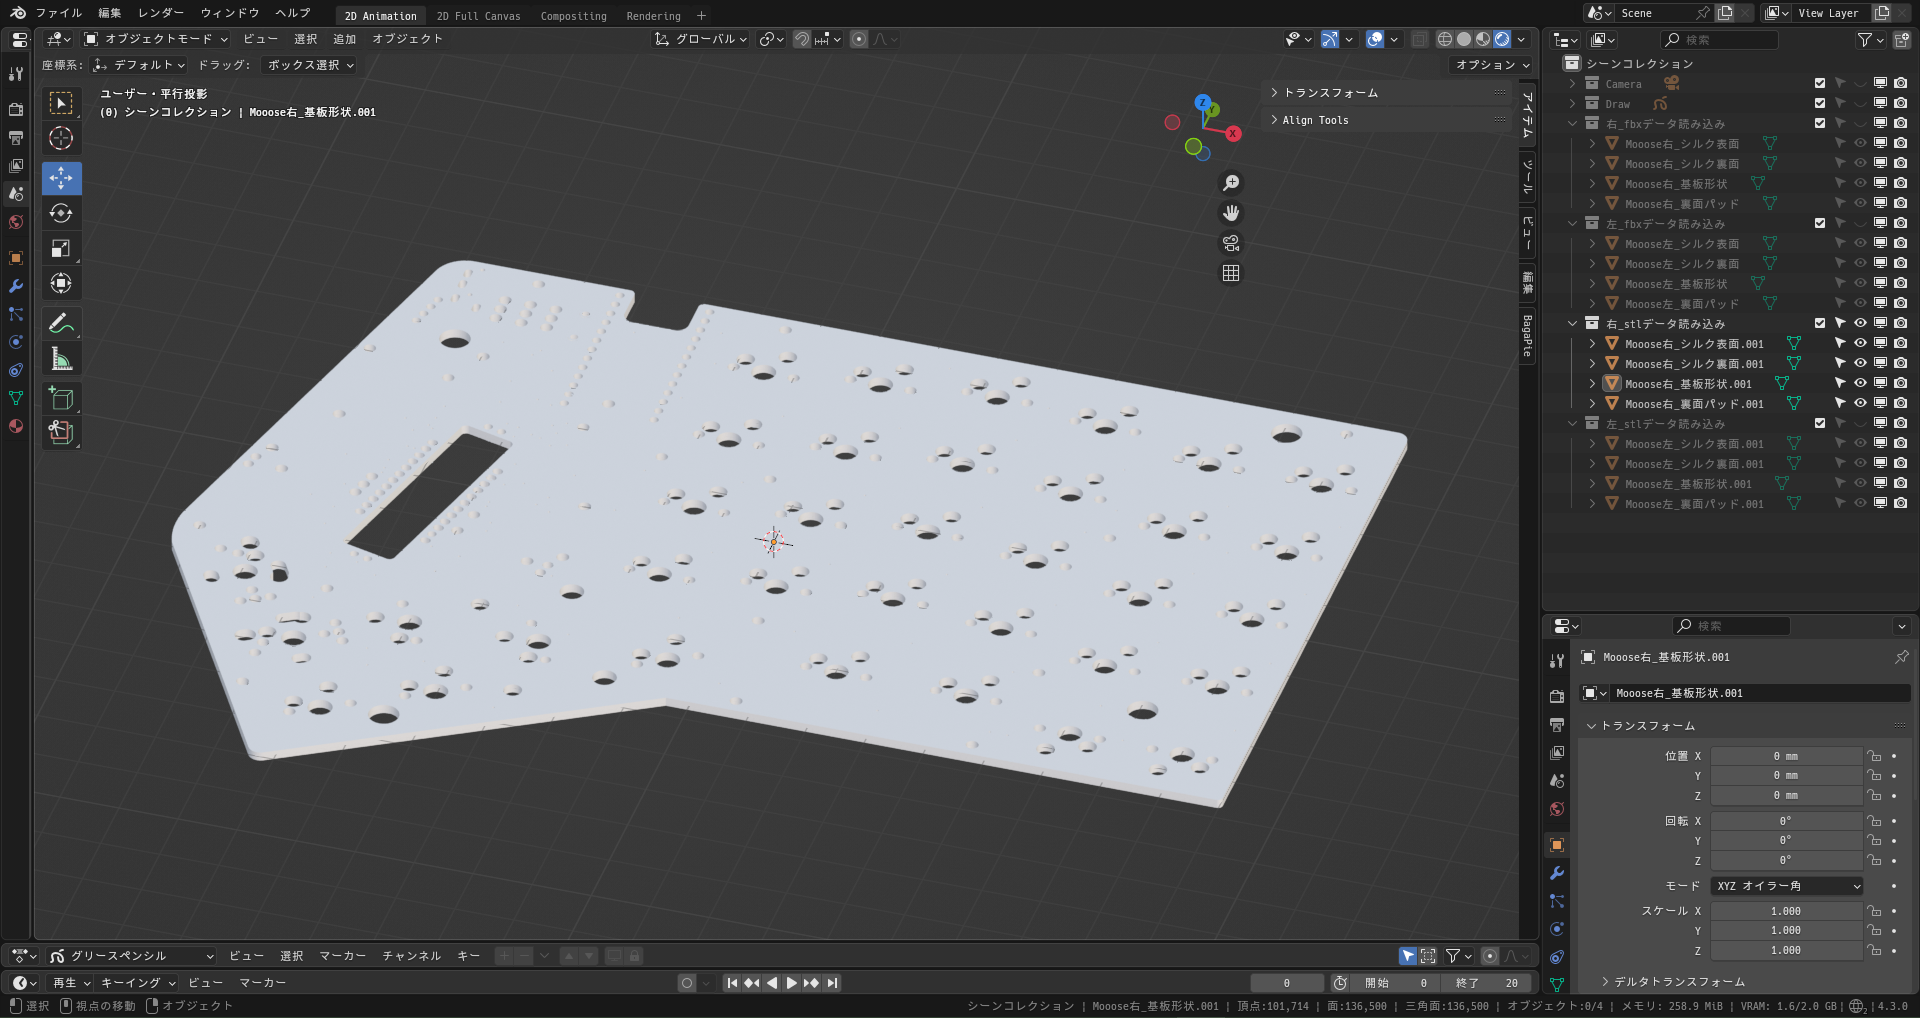 ファイル 編集 レンダー ウィンドウ ヘルプ 2D Animation 2D Full Canvas Compositing Rendering + Scene View Layer
オブジェクトモード ビュー 選択 追加 オブジェクト グローバル 検索
座標系: デフォルト ドラッグ: ボックス選択 オプション
ユーザー・平行投影
(0) シーンコレクション | Mooose右_基板形状.001
トランスフォーム
Align Tools
アイテム
ツール
ビュー
編集
BagaPie
Z
Y
X
シーンコレクション
Camera
Draw
右_fbxデータ読み込み
Mooose右_シルク表面
Mooose右_シルク裏面
Mooose右_基板形状
Mooose右_裏面パッド
左_fbxデータ読み込み
Mooose左_シルク表面
Mooose左_シルク裏面
Mooose左_基板形状
Mooose左_裏面パッド
右_stlデータ読み込み
Mooose右_シルク表面.001
Mooose右_シルク裏面.001
Mooose右_基板形状.001
Mooose右_裏面パッド.001
左_stlデータ読み込み
Mooose左_シルク表面.001
Mooose左_シルク裏面.001
Mooose左_基板形状.001
Mooose左_裏面パッド.001
検索
Mooose右_基板形状.001
Mooose右_基板形状.001
トランスフォーム
位置 X 0 mm
Y 0 mm
Z 0 mm
回転 X 0°
Y 0°
Z 0°
モード XYZ オイラー角
スケール X 1.000
Y 1.000
Z 1.000
デルタトランスフォーム
グリースペンシル ビュー 選択 マーカー チャンネル キー
再生 キーイング ビュー マーカー 0 開始 0 終了 20
選択 視点の移動 オブジェクト シーンコレクション | Mooose右_基板形状.001 | 頂点:101,714 | 面:136,500 | 三角面:136,500 | オブジェクト:0/4 | メモリ: 258.9 MiB | VRAM: 1.6/2.0 GB | 2 | 4.3.0